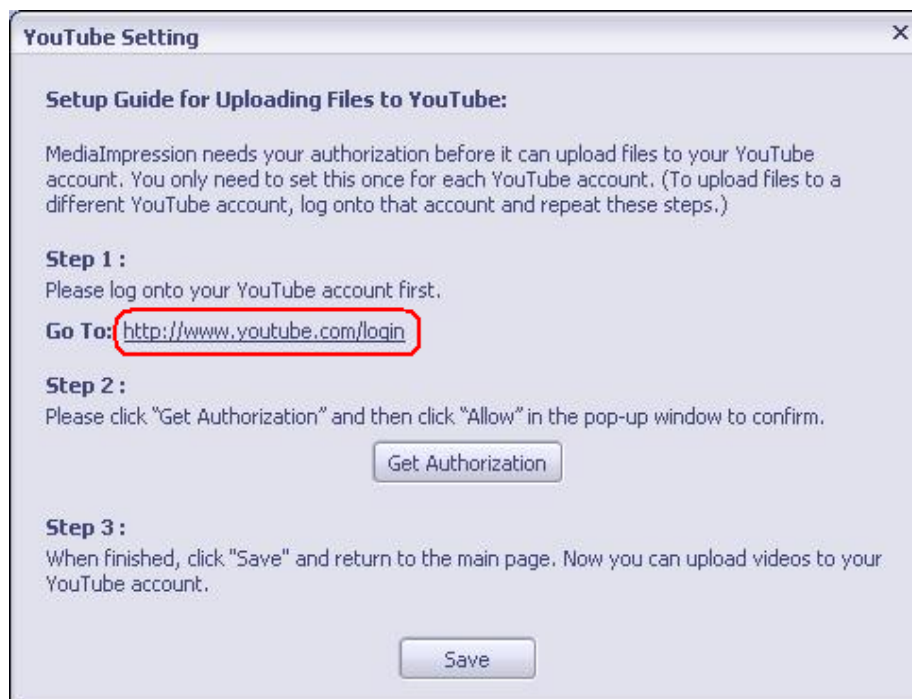 YouTube Setting
Setup Guide for Uploading Files to YouTube:
MediaImpression needs your authorization before it can upload files to your YouTube
account. You only need to set this once for each YouTube account. (To upload files to a
different YouTube account, log onto that account and repeat these steps.)
Step 1 :
Please log onto your YouTube account first.
Go To: http://www.youtube.com/login
Step 2 :
Please click “Get Authorization” and then click “Allow” in the pop-up window to confirm.
Get Authorization
Step 3 :
When finished, click "Save" and return to the main page. Now you can upload videos to your
YouTube account.
Save